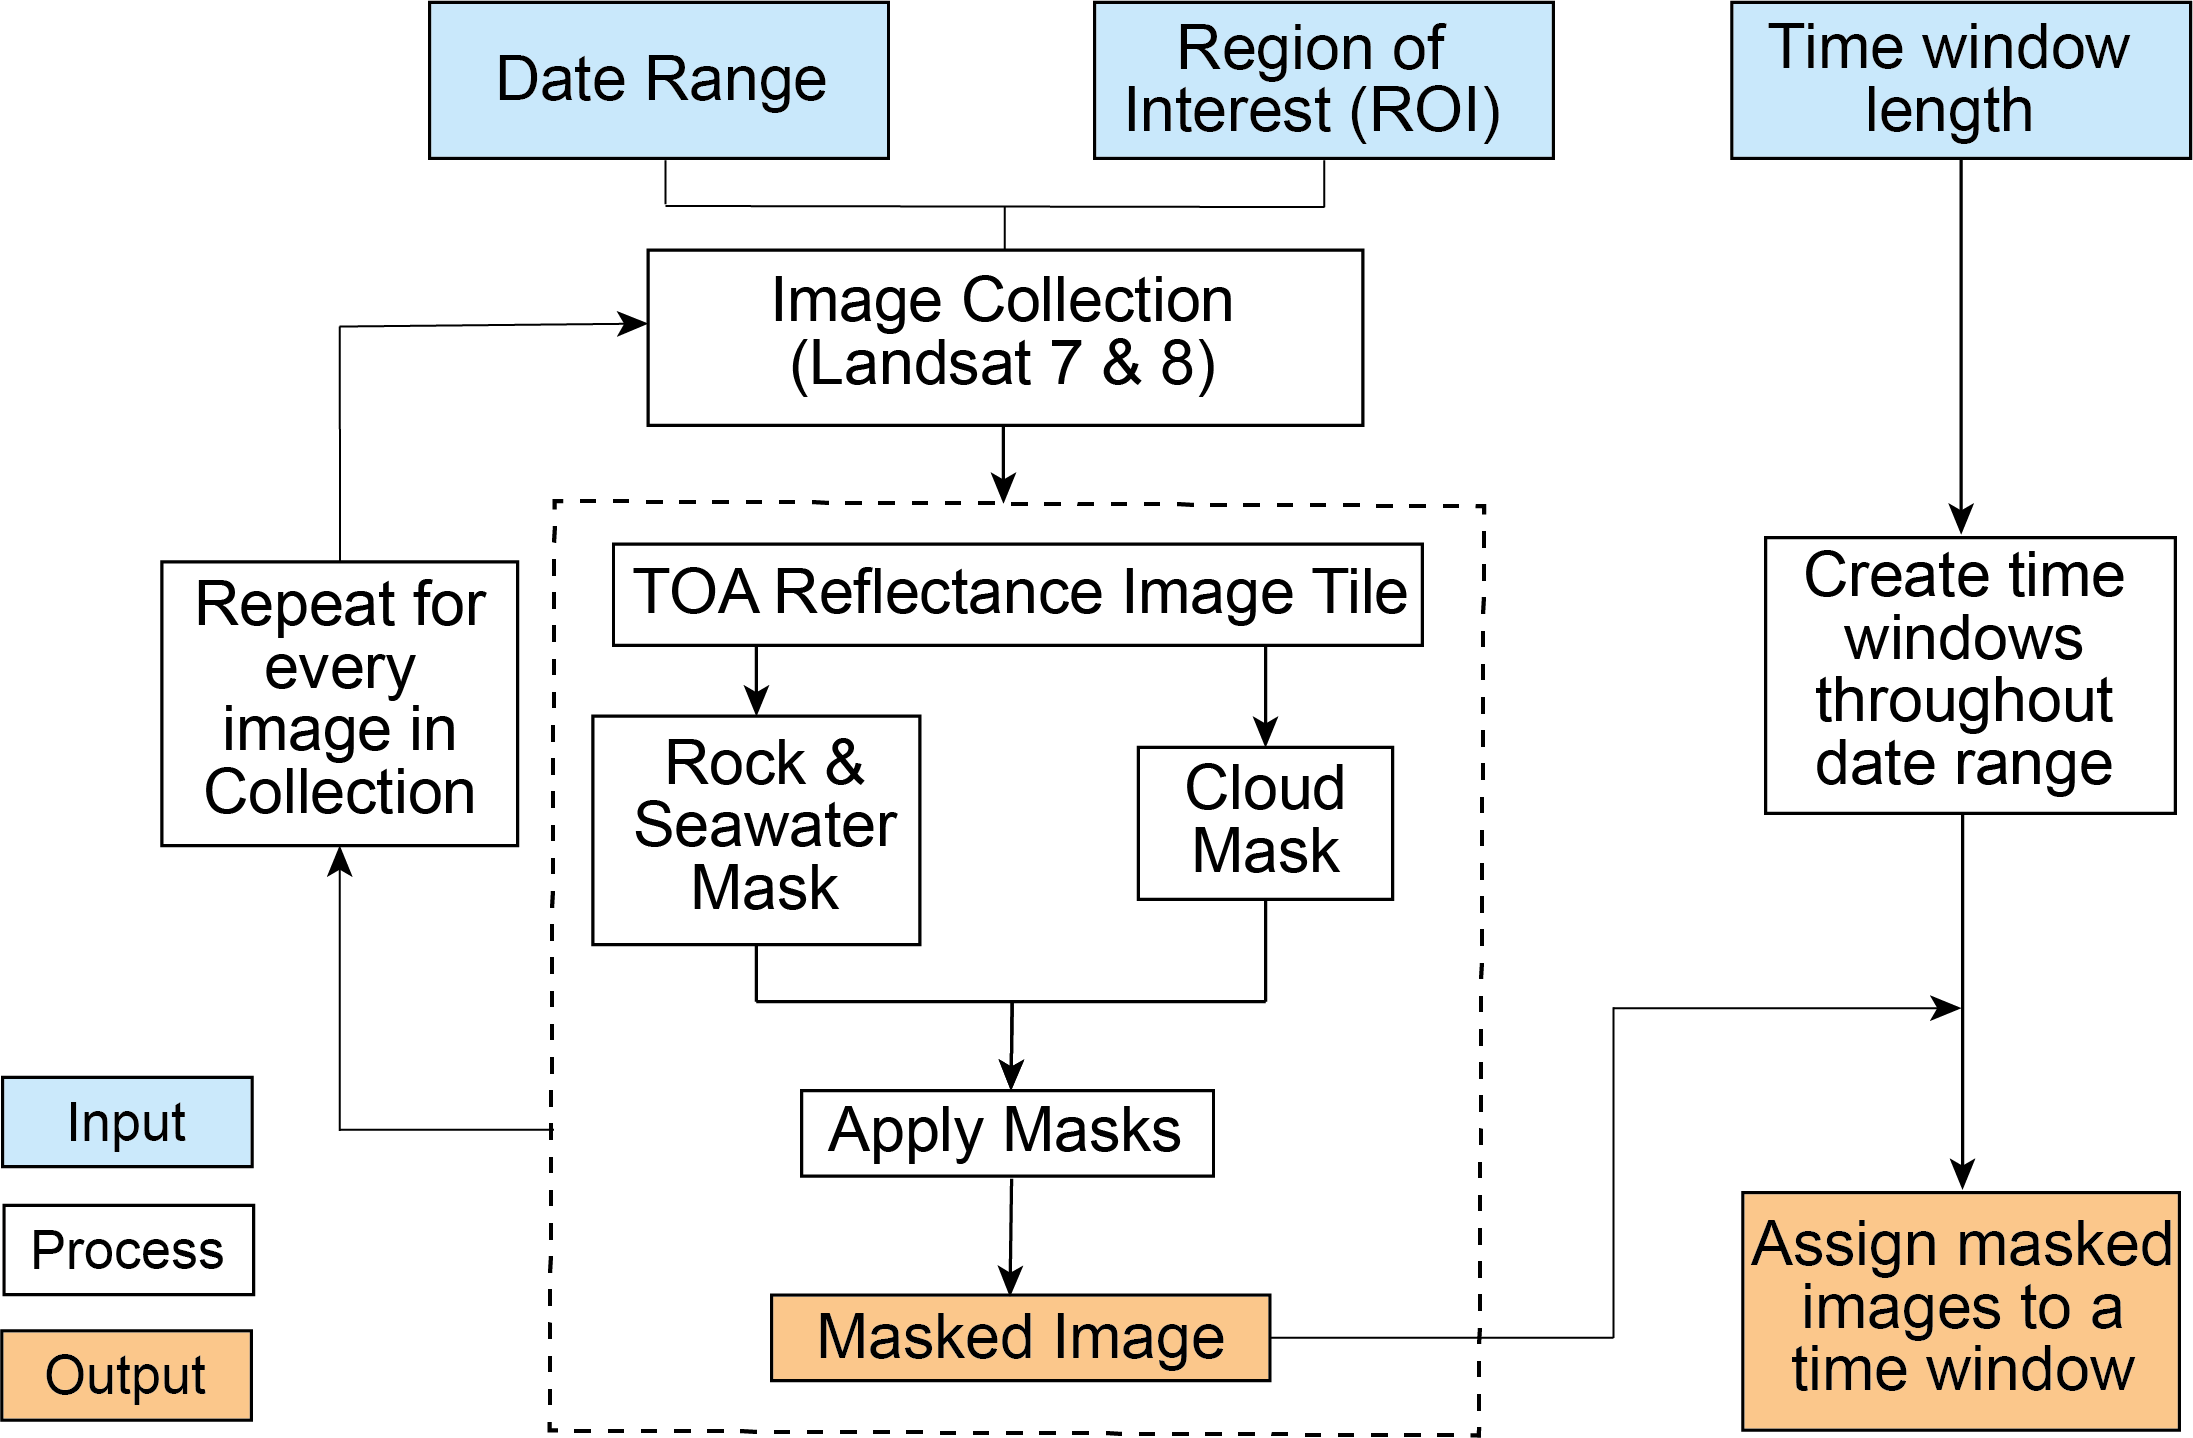 Date Range
Region of
Interest (ROI)
Time window
length
Image Collection
(Landsat 7 & 8)
Repeat for
every
image in
Collection
TOA Reflectance Image Tile
Rock &
Seawater
Mask
Cloud
Mask
Create time
windows
throughout
date range
Apply Masks
Masked Image
Assign masked
images to a
time window
Input
Process
Output